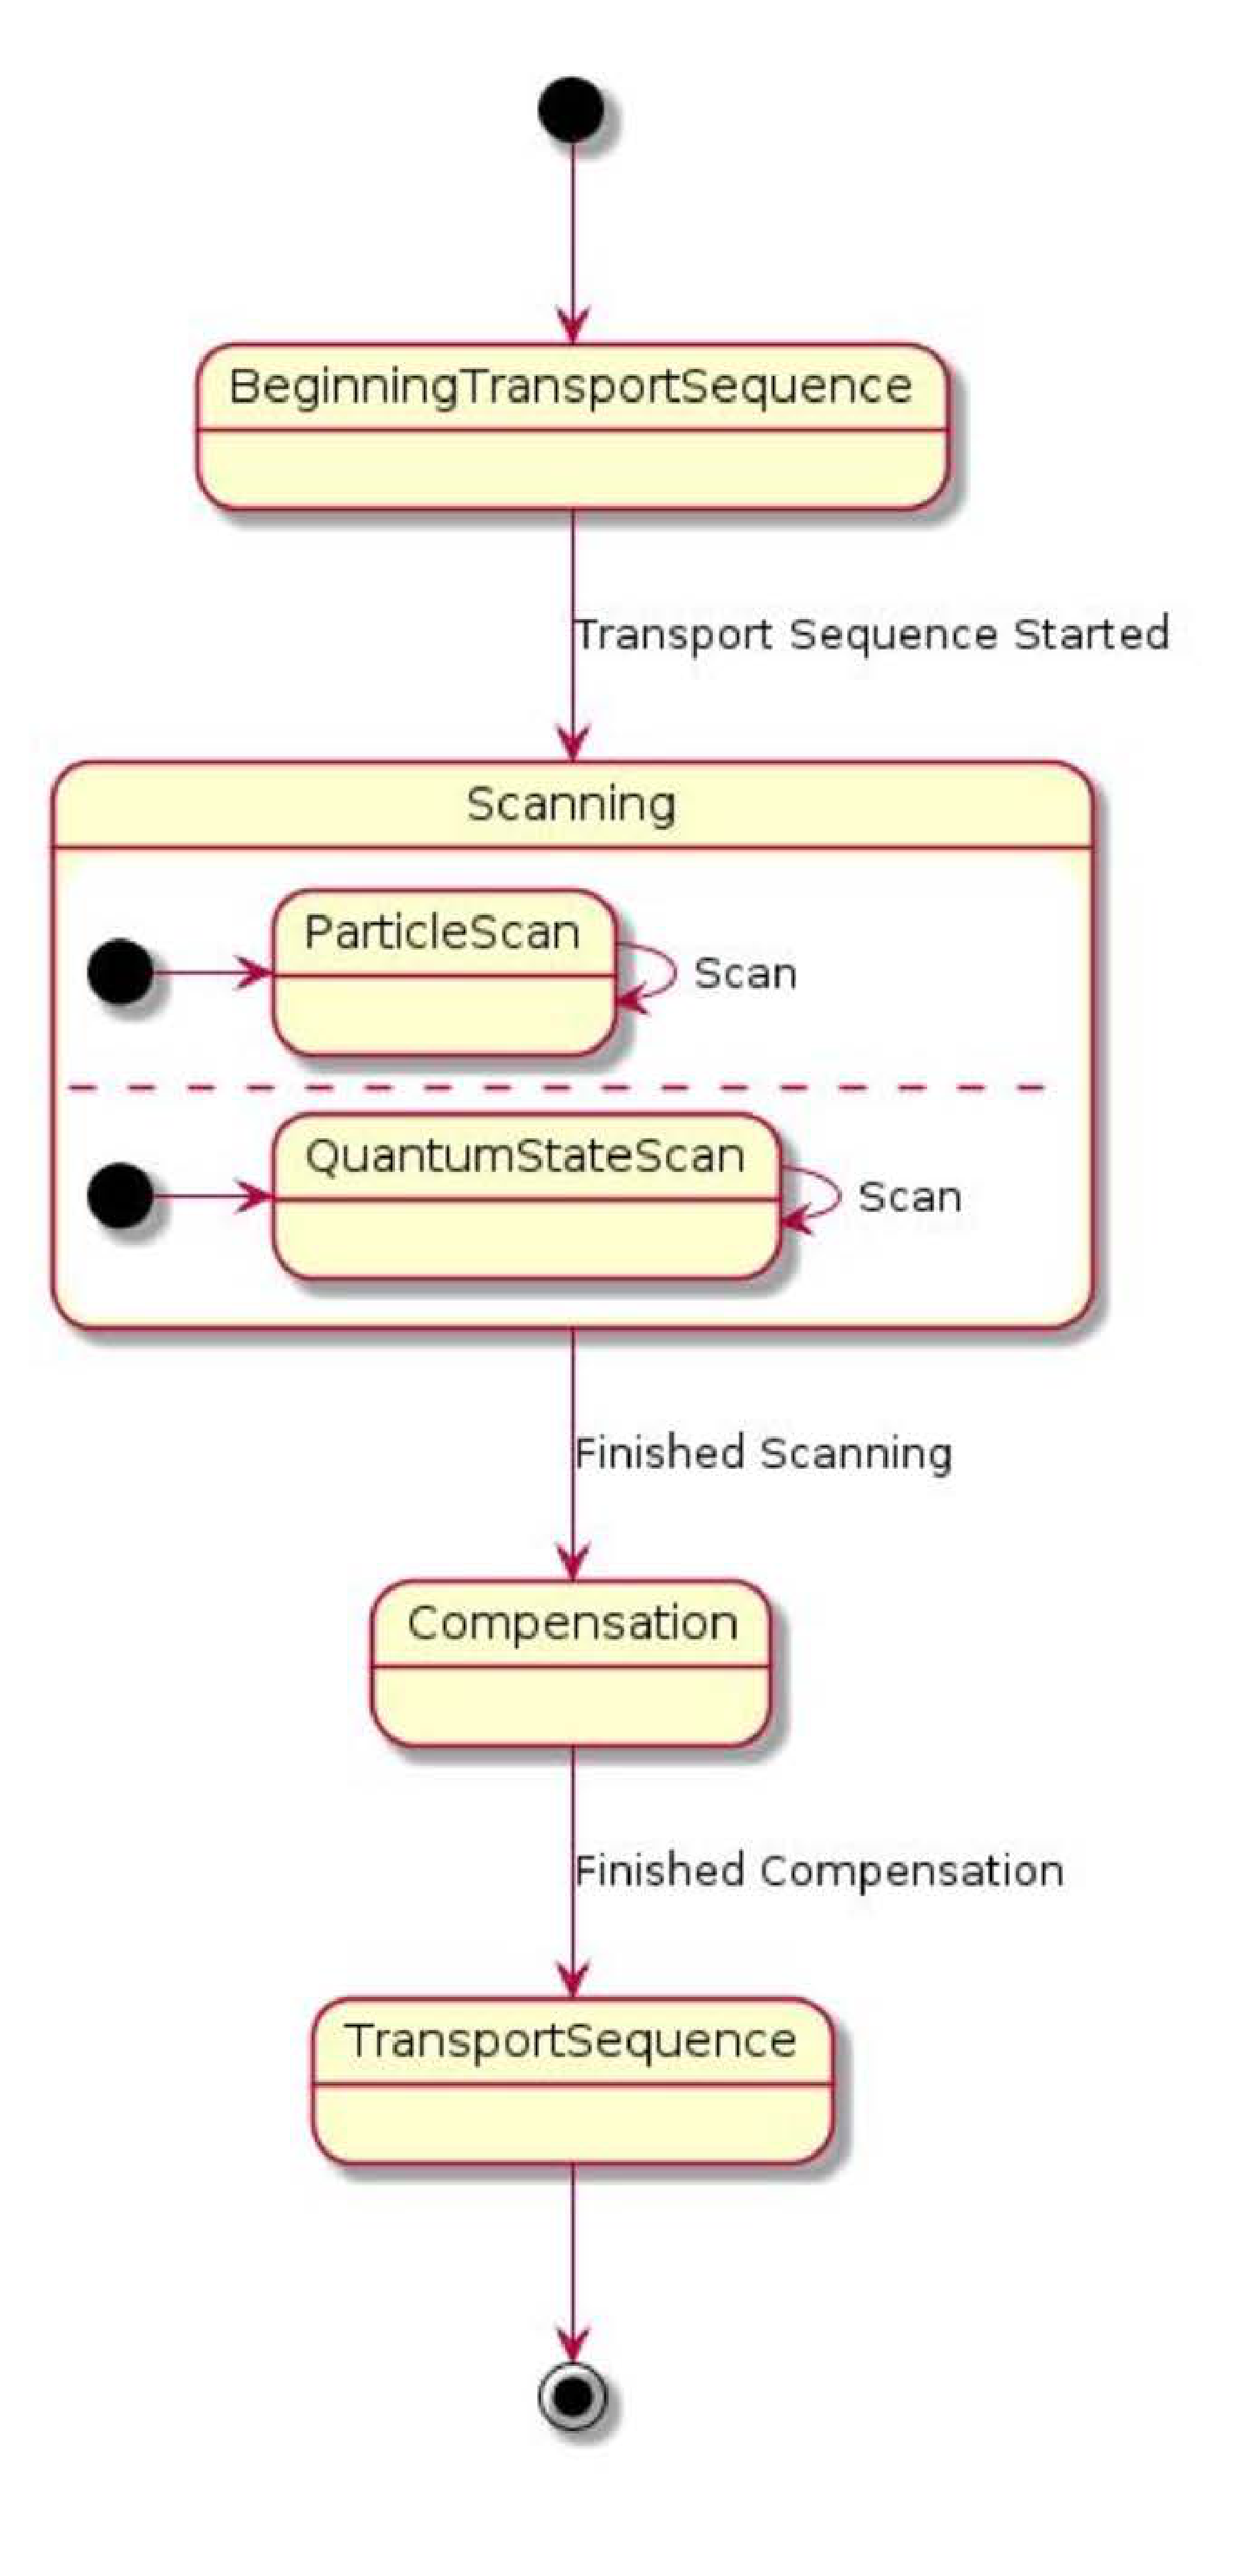 BeginningTransportSequence
Transport Sequence Started
Scanning
ParticleScan
Scan
QuantumStateScan
Scan
Finished Scanning
Compensation
Finished Compensation
TransportSequence